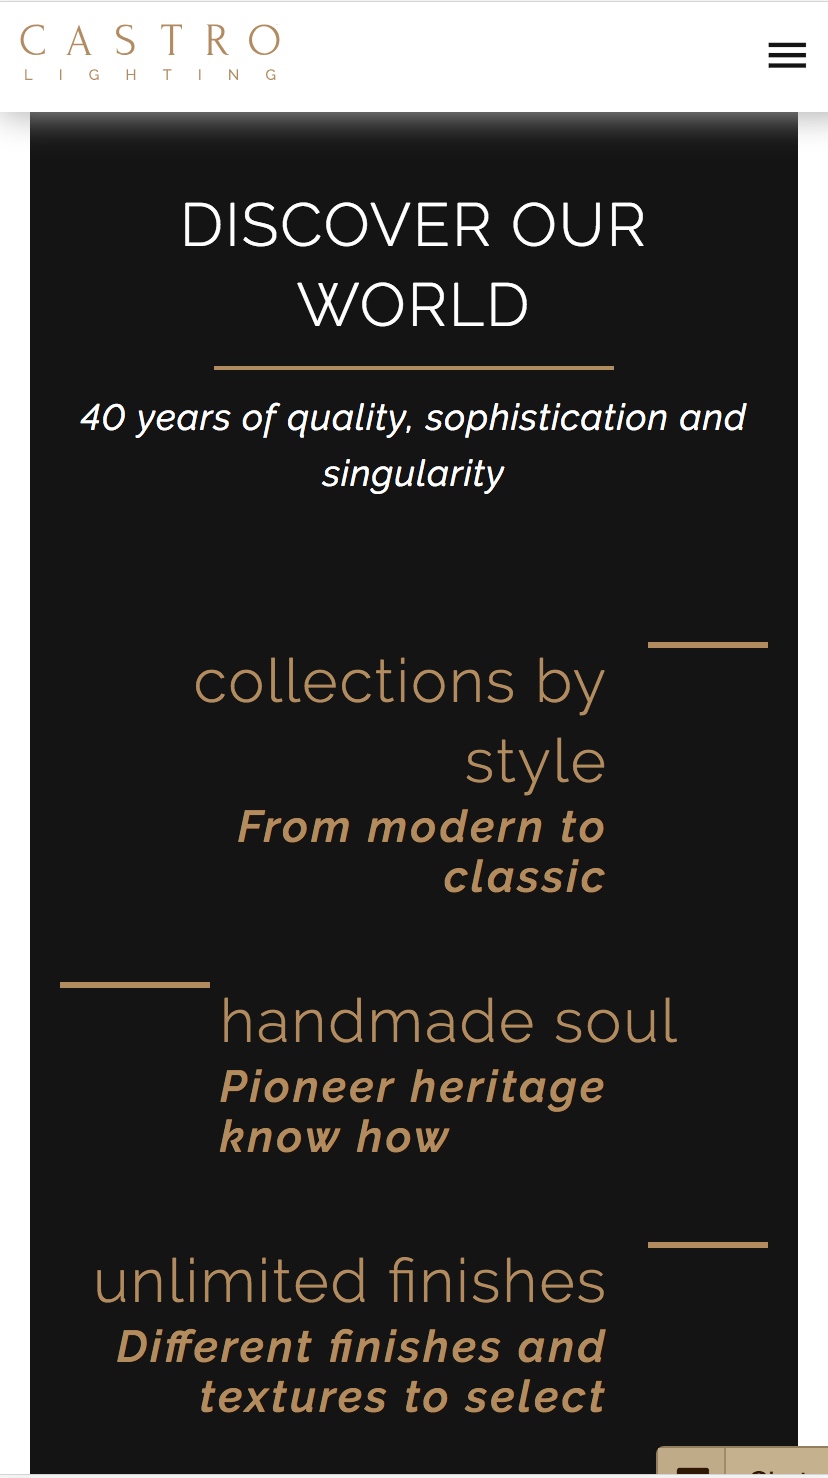 CASTRO
LIGHTING
DISCOVER OUR
WORLD
40 years of quality, sophistication and
singularity
collections by
style
From modern to
classic
handmade soul
Pioneer heritage
know how
unlimited finishes
Different finishes and
textures to select